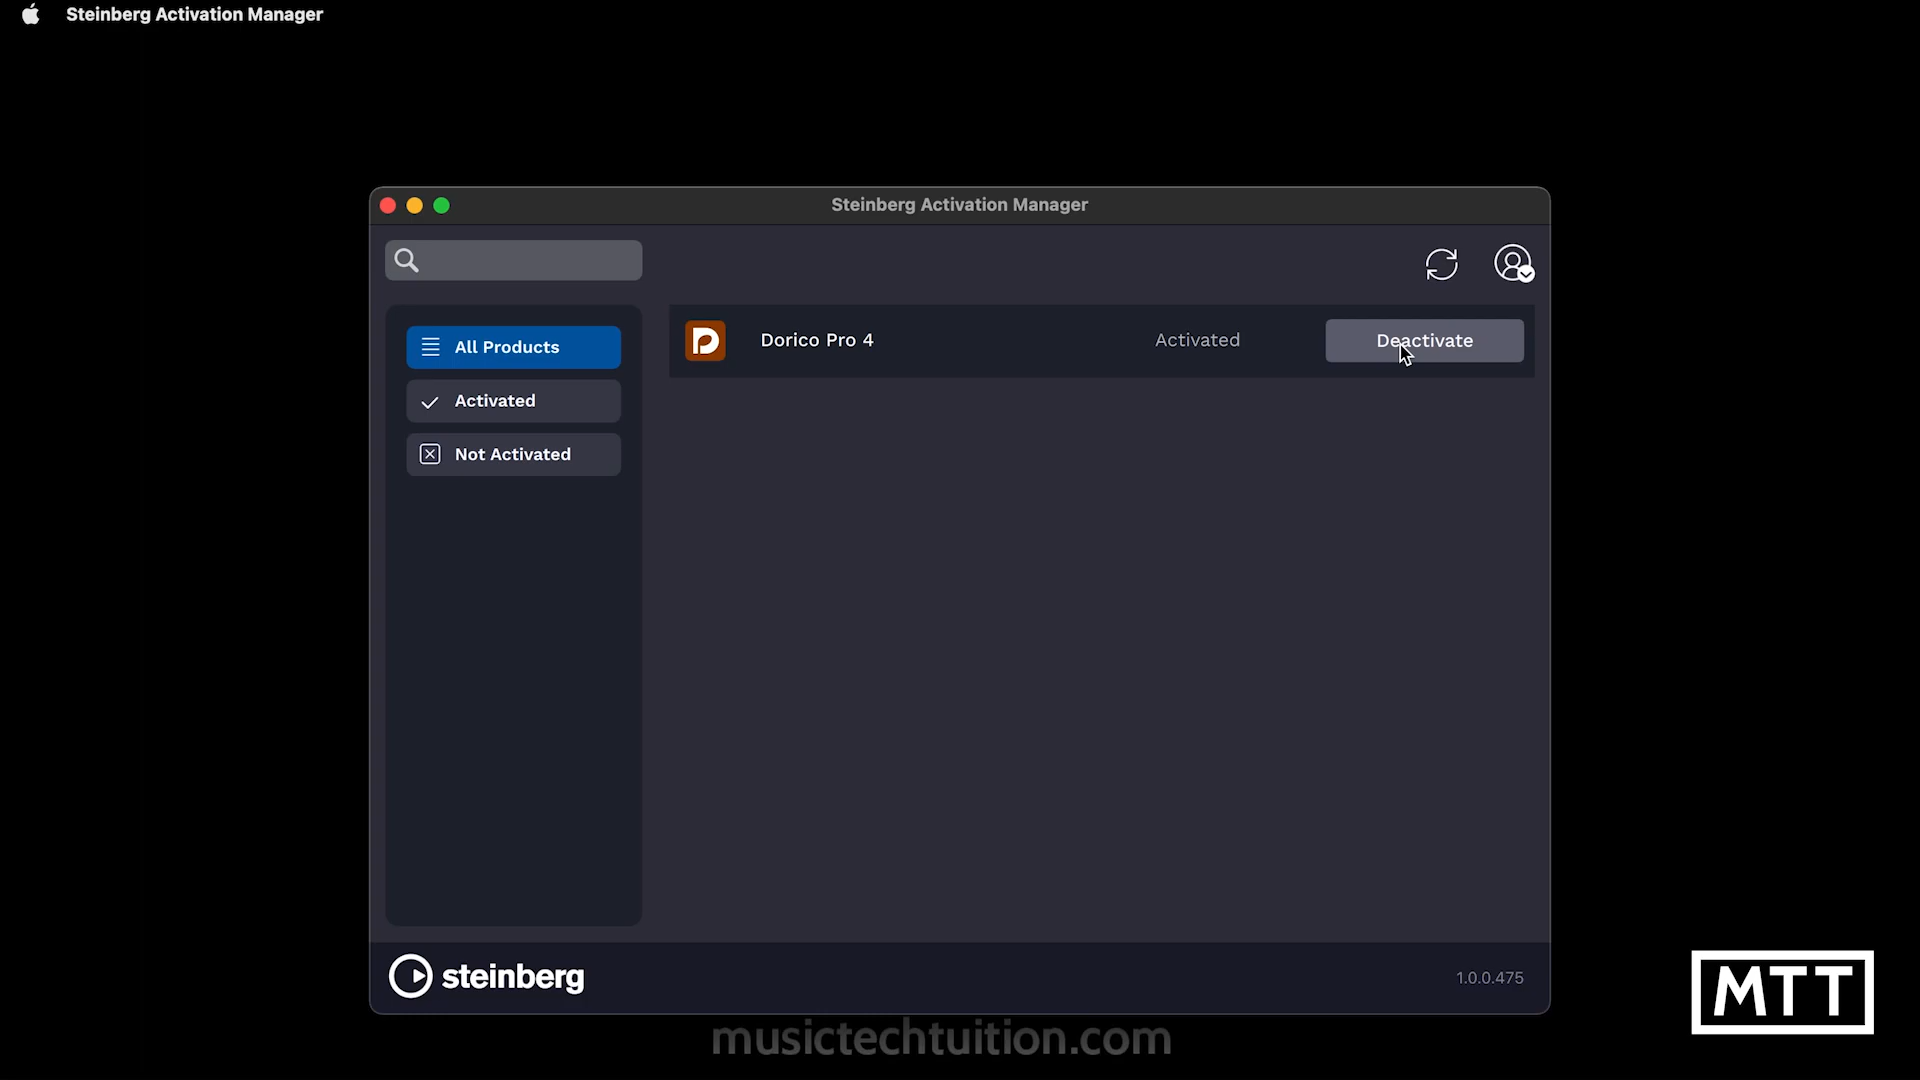 Steinberg Activation Manager
Steinberg Activation Manager
All Products
Activated
Not Activated
Dorico Pro 4
Activated
Deactivate
steinberg
1.0.0.475
MTT
musictechtuition.com